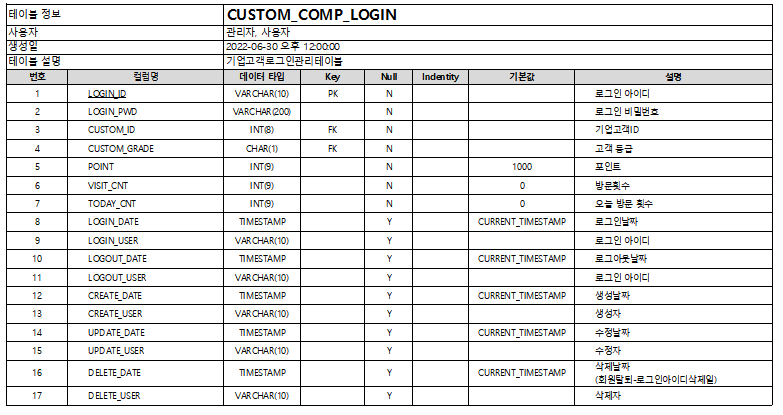 테이블 정보 CUSTOM_COMP_LOGIN
사용자 관리자, 사용자
생성일 2022-06-30 오후 12:00:00
테이블 설명 기업고객로그인관리테이블
번호 컬럼명 데이터 타입 Key Null Indentity 기본값 설명
1 LOGIN_ID VARCHAR(10) PK N 로그인 아이디
2 LOGIN_PWD VARCHAR(200) N 로그인 비밀번호
3 CUSTOM_ID INT(8) FK N 기업고객ID
4 CUSTOM_GRADE CHAR(1) FK N 고객 등급
5 POINT INT(9) N 1000 포인트
6 VISIT_CNT INT(9) N 0 방문횟수
7 TODAY_CNT INT(9) N 0 오늘 방문 횟수
8 LOGIN_DATE TIMESTAMP Y CURRENT_TIMESTAMP 로그인날짜
9 LOGIN_USER VARCHAR(10) Y 로그인 아이디
10 LOGOUT_DATE TIMESTAMP Y CURRENT_TIMESTAMP 로그아웃날짜
11 LOGOUT_USER VARCHAR(10) Y 로그인 아이디
12 CREATE_DATE TIMESTAMP Y CURRENT_TIMESTAMP 생성날짜
13 CREATE_USER VARCHAR(10) Y 생성자
14 UPDATE_DATE TIMESTAMP Y CURRENT_TIMESTAMP 수정날짜
15 UPDATE_USER VARCHAR(10) Y 수정자
16 DELETE_DATE TIMESTAMP Y CURRENT_TIMESTAMP 삭제날짜
(회원탈퇴-로그인아이디삭제일)
17 DELETE_USER VARCHAR(10) Y 삭제자